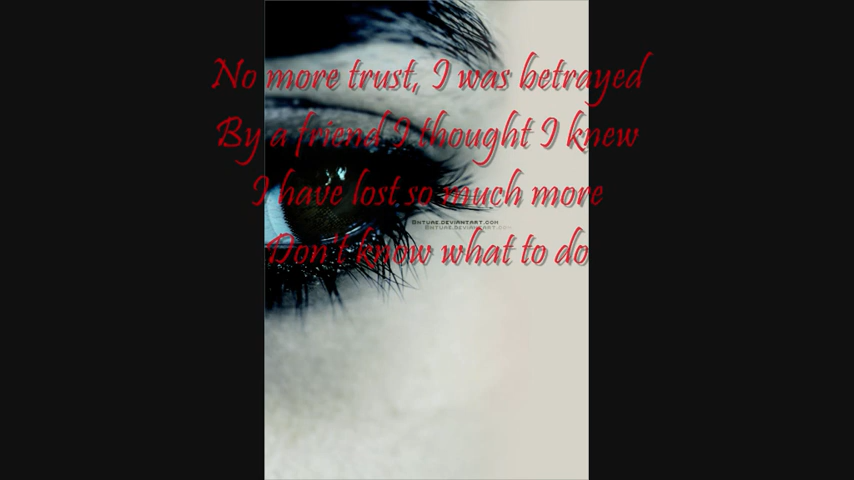 No more trust, I was betrayed
By a friend I thought I knew
I have lost so much more
Don't know what to do